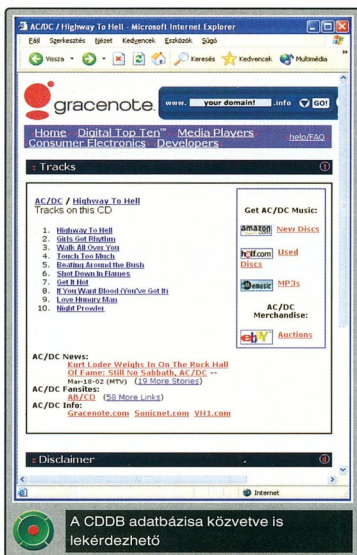 AC/DC / Highway To Hell - Microsoft Internet Explorer
Fájl Szerkesztés Nézet Kedvencek Eszközök Súgó
Vissza Keresés Kedvencek Multimédia
gracenote. www. your domain! .info GO!
Home Digital Top Ten™ Media Players help/FAQ
Consumer Electronics Developers
Tracks
AC/DC / Highway To Hell
Tracks on this CD
1. Highway To Hell
2. Girls Got Rhythm
3. Walk All Over You
4. Touch Too Much
5. Beating Around the Bush
6. Shot Down In Flames
7. Get It Hot
8. If You Want Blood (You've Got It)
9. Love Hungry Man
10. Night Prowler
Get AC/DC Music:
amazon New Discs
half.com Used
Discs
emusic MP3s
AC/DC
Merchandise:
ebY Auctions
AC/DC News:
Kurt Loder Weighs In On The Rock Hall
Of Fame: Still No Sabbath, AC/DC --
Mar-18-02 (MTV) (19 More Stories)
AC/DC Fansites:
AB/CD (58 More Links)
AC/DC Info:
Gracenote.com Sonicnet.com VH1.com
Disclaimer
Internet
A CDDB adatbázisa közvetve is
lekérdezhető